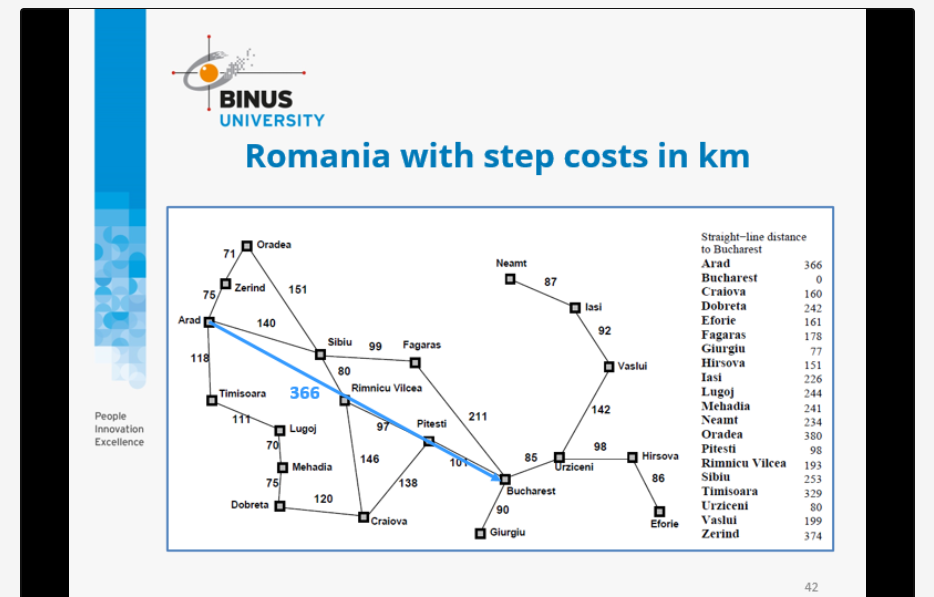 BINUS
UNIVERSITY
Romania with step costs in km
People
Innovation
Excellence
Oradea
71
Zerind
75
151
Arad
140
Sibiu
99
Fagaras
118
80
Timisoara
366
Rimnicu Vilcea
111
Lugoj
97
Pitesti
211
70
Mehadia
146
101
75
138
Dobreta
120
Craiova
Bucharest
90
Giurgiu
85
Urziceni
Neamt
87
Iasi
92
Vaslui
142
98
Hirsova
86
Eforie
Straight−line distance
to Bucharest
Arad 366
Bucharest 0
Craiova 160
Dobreta 242
Eforie 161
Fagaras 178
Giurgiu 77
Hirsova 151
Iasi 226
Lugoj 244
Mehadia 241
Neamt 234
Oradea 380
Pitesti 98
Rimnicu Vilcea 193
Sibiu 253
Timisoara 329
Urziceni 80
Vaslui 199
Zerind 374
42